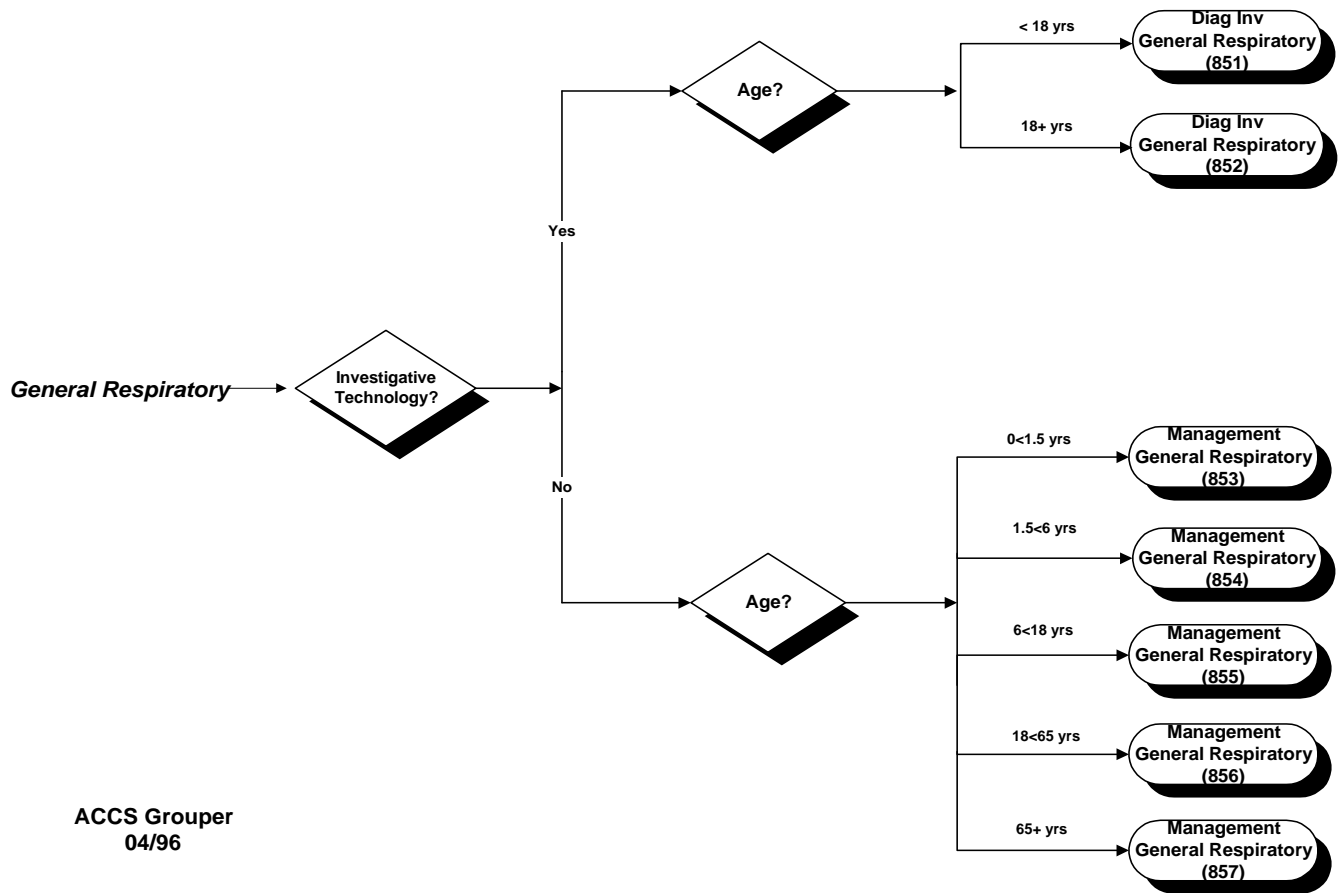 General Respiratory
Investigative
Technology?
Yes
Age?
< 18 yrs
Diag Inv
General Respiratory
(851)
18+ yrs
Diag Inv
General Respiratory
(852)
No
Age?
0<1.5 yrs
Management
General Respiratory
(853)
1.5<6 yrs
Management
General Respiratory
(854)
6<18 yrs
Management
General Respiratory
(855)
18<65 yrs
Management
General Respiratory
(856)
65+ yrs
Management
General Respiratory
(857)
ACCS Grouper
04/96